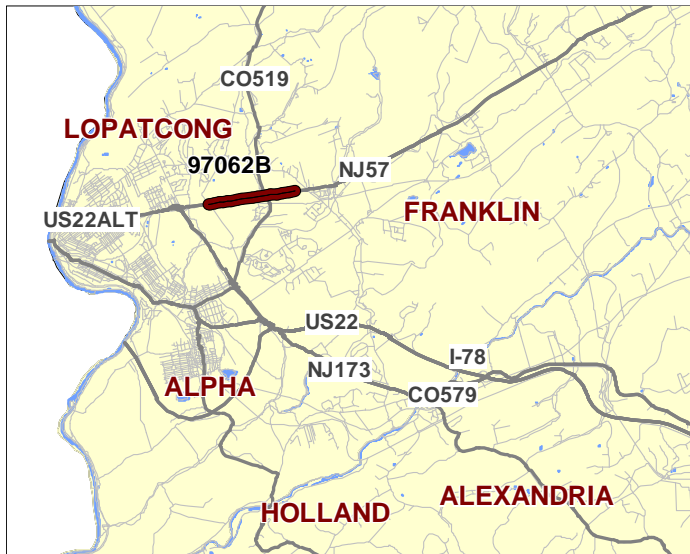 CO519
LOPATCONG
97062B
NJ57
US22ALT
FRANKLIN
US22
I-78
NJ173
ALPHA
CO579
ALEXANDRIA
HOLLAND